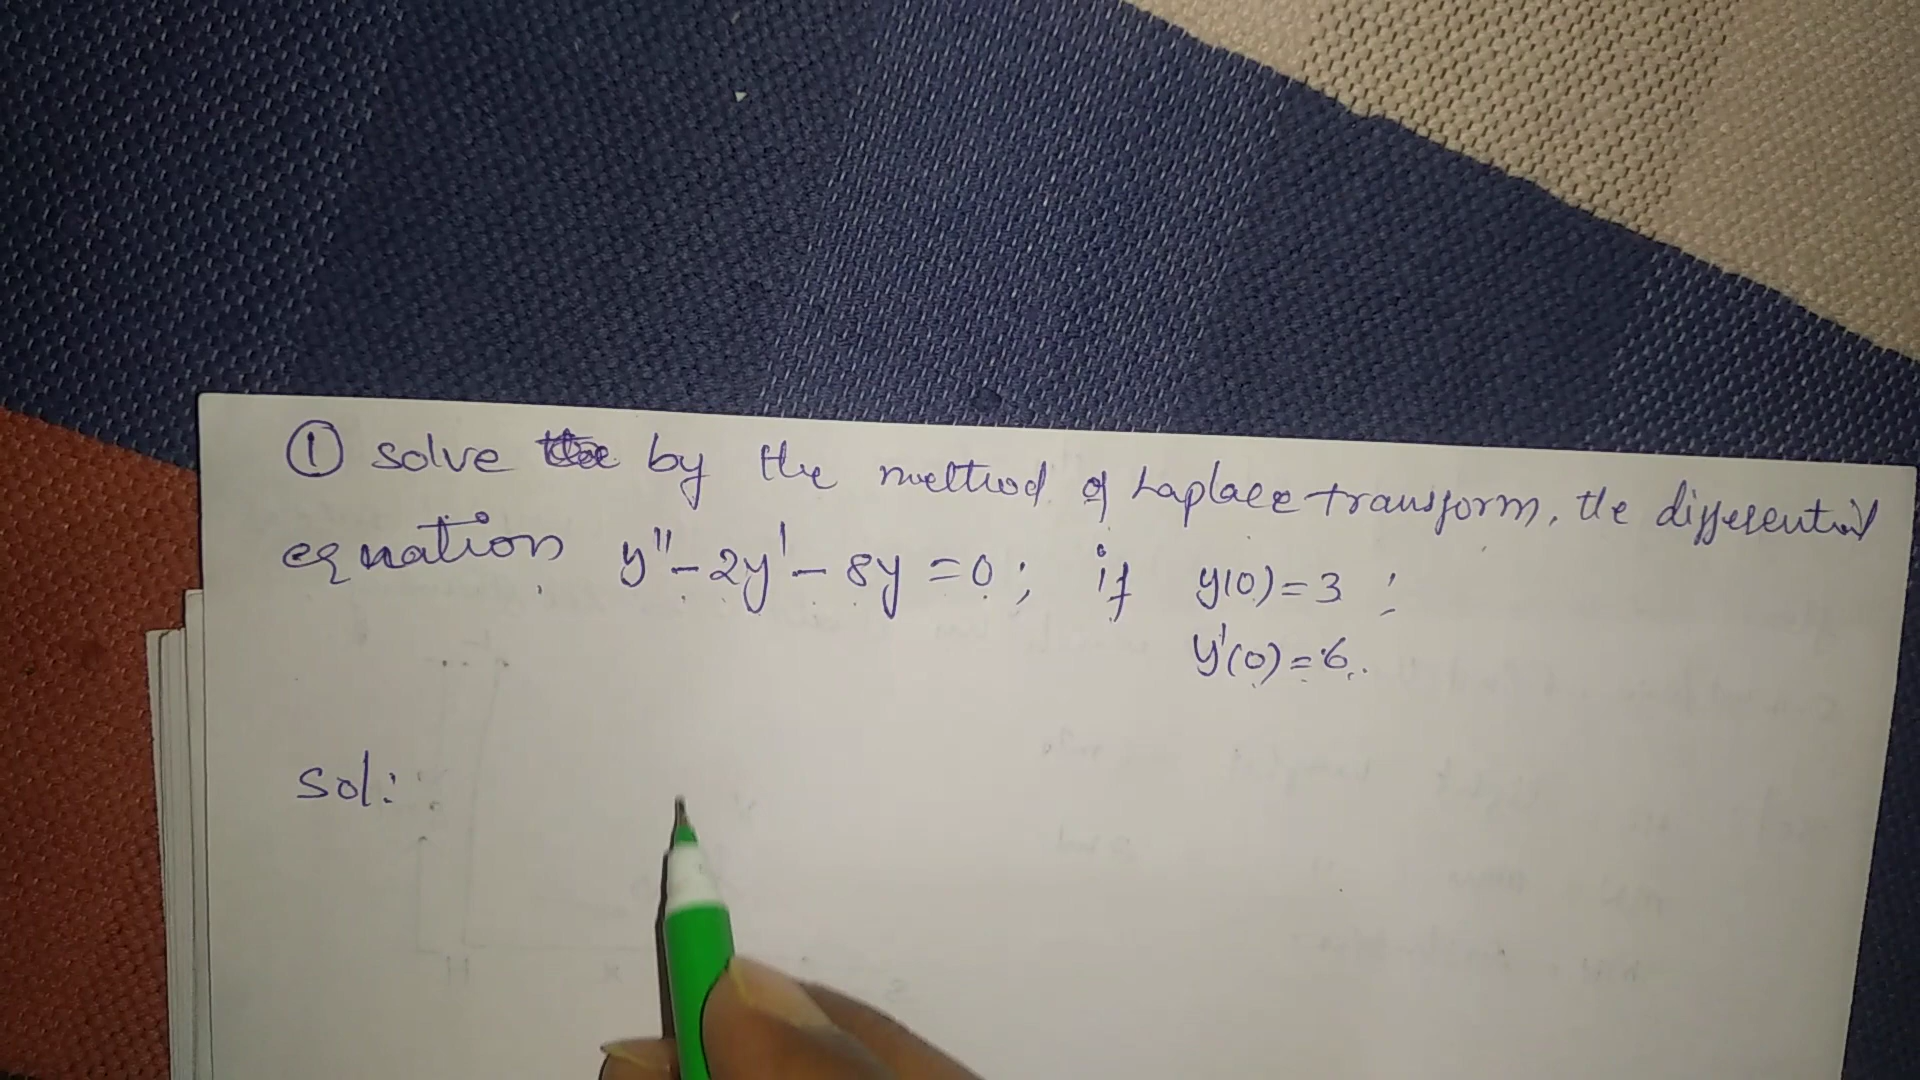 ① solve by the method of Laplace transform, the differential
equation y'' - 2y' - 8y = 0; if y(0) = 3;
y'(0) = 6.
Sol: